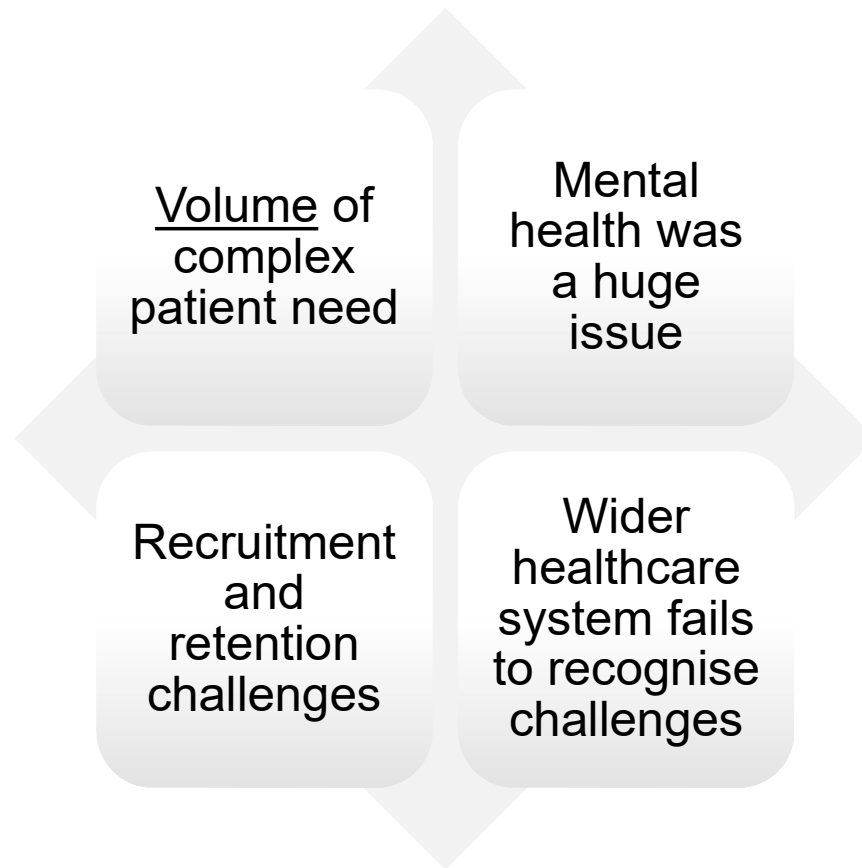 Volume of
complex
patient need
Mental
health was
a huge
issue
Recruitment
and
retention
challenges
Wider
healthcare
system fails
to recognise
challenges